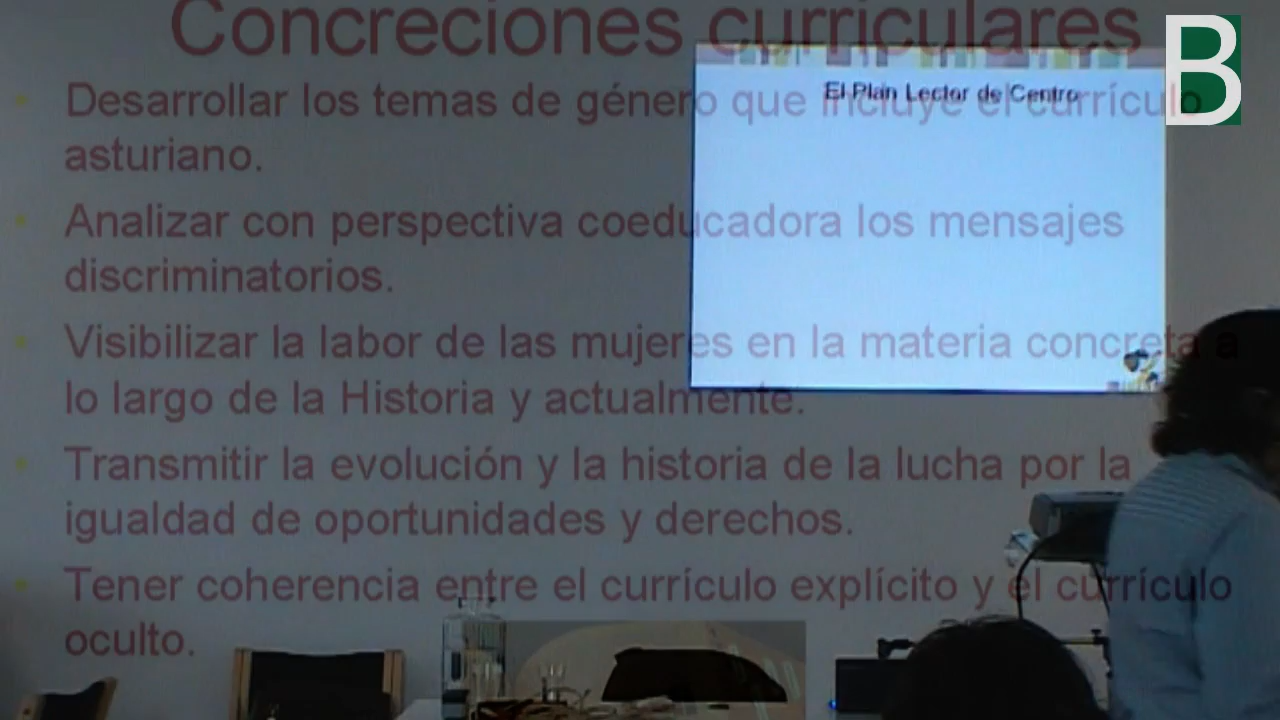 Concreciones curriculares
B
El Plan Lector de Centro
Desarrollar los temas de género que incluye el currículo
asturiano.
Analizar con perspectiva coeducadora los mensajes
discriminatorios.
Visibilizar la labor de las mujeres en la materia concreta a
lo largo de la Historia y actualmente.
Transmitir la evolución y la historia de la lucha por la
igualdad de oportunidades y derechos.
Tener coherencia entre el currículo explícito y el currículo
oculto.